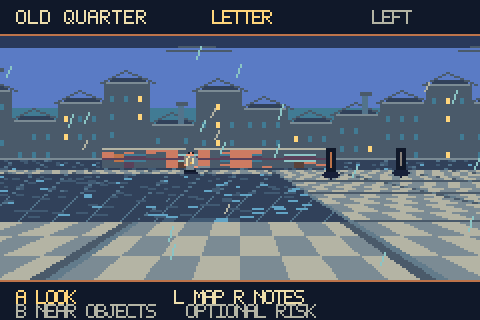 OLD QUARTER LETTER LEFT
A LOOK L MAP R NOTES
B NEAR OBJECTS OPTIONAL RISK